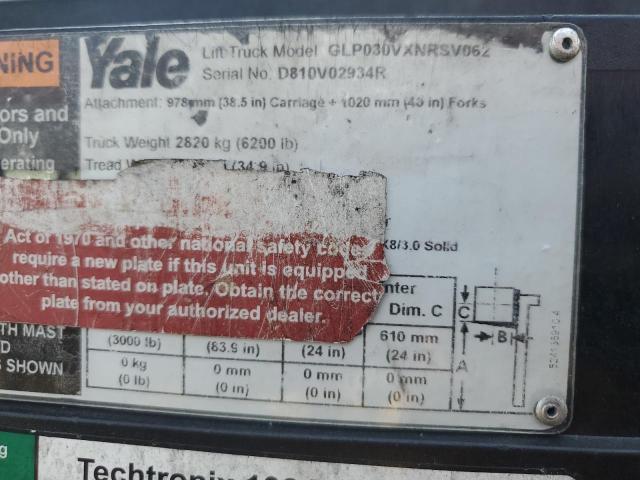 NING
Yale
Lift Truck Model GLP030VXNRSV062
Serial No. D810V02934R
ors and
Only
erating
Attachment: 978 mm (38.5 in) Carriage + 1020 mm (40 in) Forks
Truck Weight 2820 kg (6200 lb)
Tread (34.9 in)
X8/3.0 Solid
Act of 1970 and other national safety code
require a new plate if this unit is equipped
other than stated on plate. Obtain the correct
plate from your authorized dealer.
nter
Dim. C
C
B
A
TH MAST
D
S SHOWN
(3000 lb) (83.9 in) (24 in) 610 mm (24 in)
0 kg 0 mm 0 mm 0 mm
(0 lb) (0 in) (0 in) (0 in)
g
Techtronix